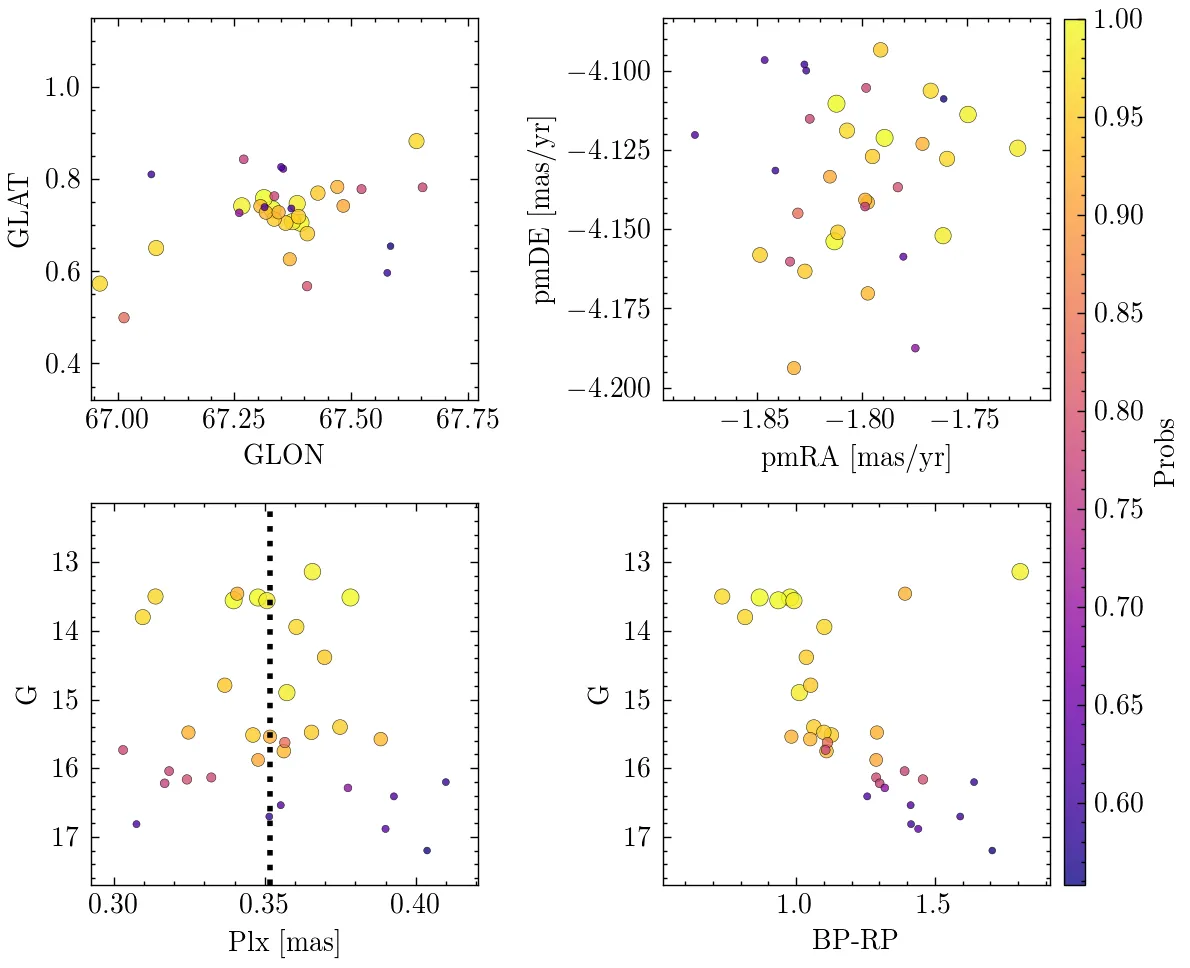 1.0
0.8
0.6
0.4
GLAT
67.00 67.25 67.50 67.75
GLON
−4.100
−4.125
−4.150
−4.175
−4.200
pmDE [mas/yr]
−1.85 −1.80 −1.75
pmRA [mas/yr]
13
14
15
16
17
G
0.30 0.35 0.40
Plx [mas]
13
14
15
16
17
G
1.0 1.5
BP-RP
1.00
0.95
0.90
0.85
0.80
0.75
0.70
0.65
0.60
Probs